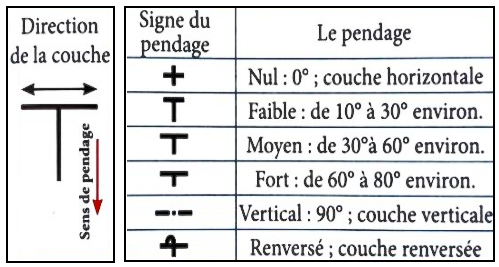 Direction
de la couche
Sens de pendage
Signe du
pendage
Le pendage
Nul : 0° ; couche horizontale
Faible : de 10° à 30° environ.
Moyen : de 30°à 60° environ.
Fort : de 60° à 80° environ.
Vertical : 90° ; couche verticale
Renversé ; couche renversée